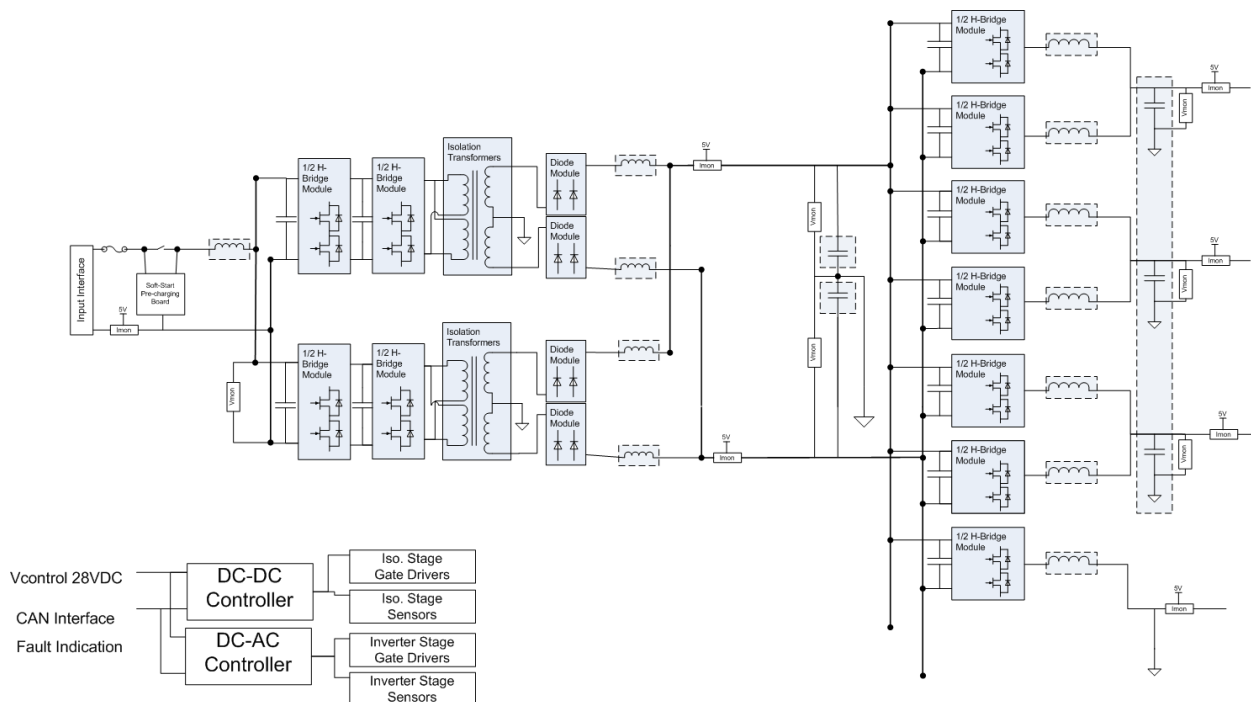 1/2 H-Bridge
Module
5V
Imon
Vmon
1/2 H-Bridge
Module
Isolation
Transformers
Diode
Module
1/2 H-
Bridge
Module
1/2 H-
Bridge
Module
5V
Imon
Vmon
1/2 H-Bridge
Module
Diode
Module
5V
Imon
Vmon
Input Interface
Soft-Start
Pre-charging
Board
5V
Imon
1/2 H-Bridge
Module
Isolation
Transformers
Diode
Module
1/2 H-
Bridge
Module
1/2 H-
Bridge
Module
Vmon
Vmon
1/2 H-Bridge
Module
Diode
Module
5V
Imon
Vmon
5V
Imon
1/2 H-Bridge
Module
1/2 H-Bridge
Module
5V
Imon
Vcontrol 28VDC
CAN Interface
Fault Indication
DC-DC
Controller
Iso. Stage
Gate Drivers
Iso. Stage
Sensors
DC-AC
Controller
Inverter Stage
Gate Drivers
Inverter Stage
Sensors